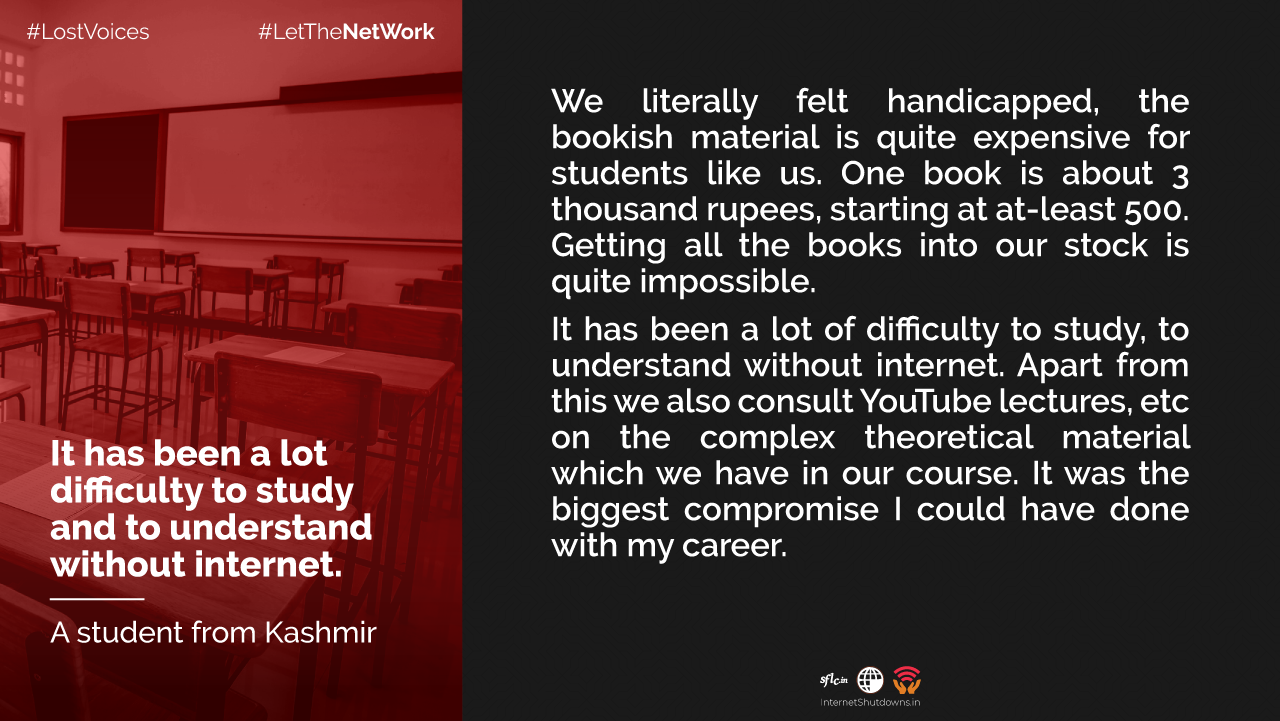 #LostVoices
#LetTheNetWork
It has been a lot
difficulty to study
and to understand
without internet.
A student from Kashmir
We literally felt handicapped, the
bookish material is quite expensive for
students like us. One book is about 3
thousand rupees, starting at at-least 500.
Getting all the books into our stock is
quite impossible.
It has been a lot of difficulty to study, to
understand without internet. Apart from
this we also consult YouTube lectures, etc
on the complex theoretical material
which we have in our course. It was the
biggest compromise I could have done
with my career.
sflc.in
InternetShutdowns.in